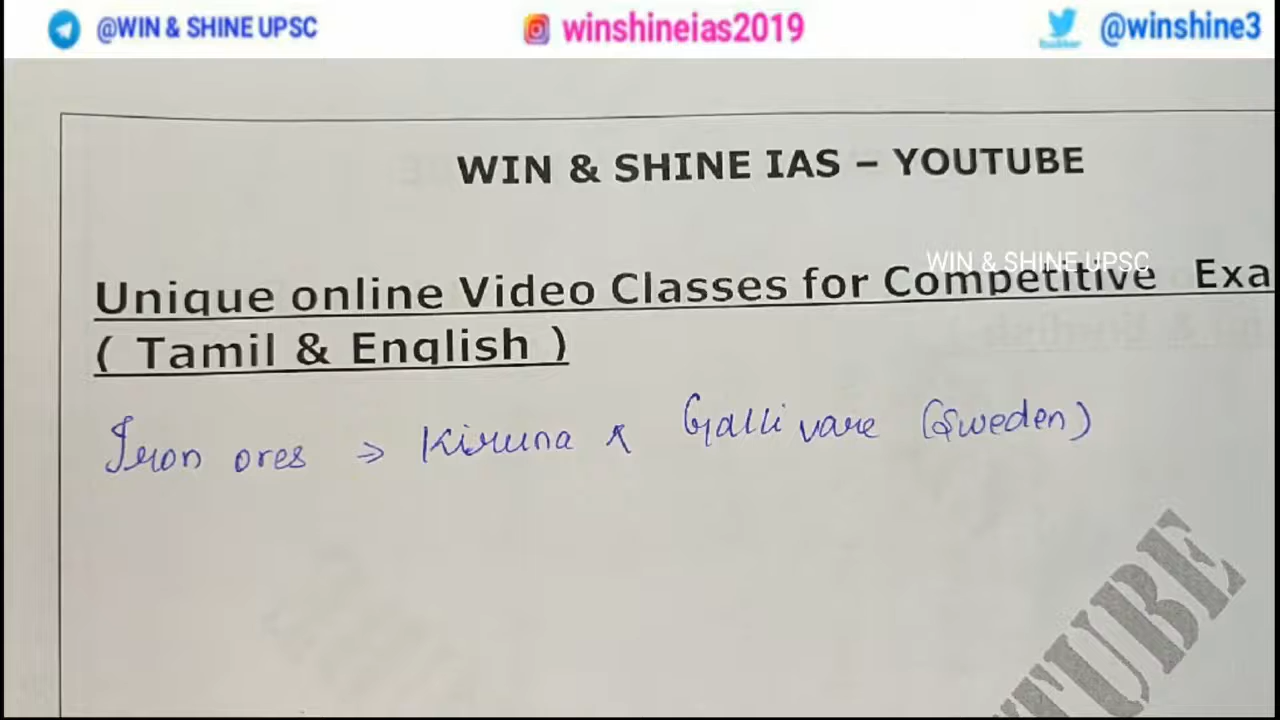 @WIN & SHINE UPSC winshineias2019 @winshine3
WIN & SHINE IAS – YOUTUBE
WIN & SHINE UPSC
Unique online Video Classes for Competitive Exa
( Tamil & English )
Iron ores → Kiruna & Gallivare (Sweden)
TUBE